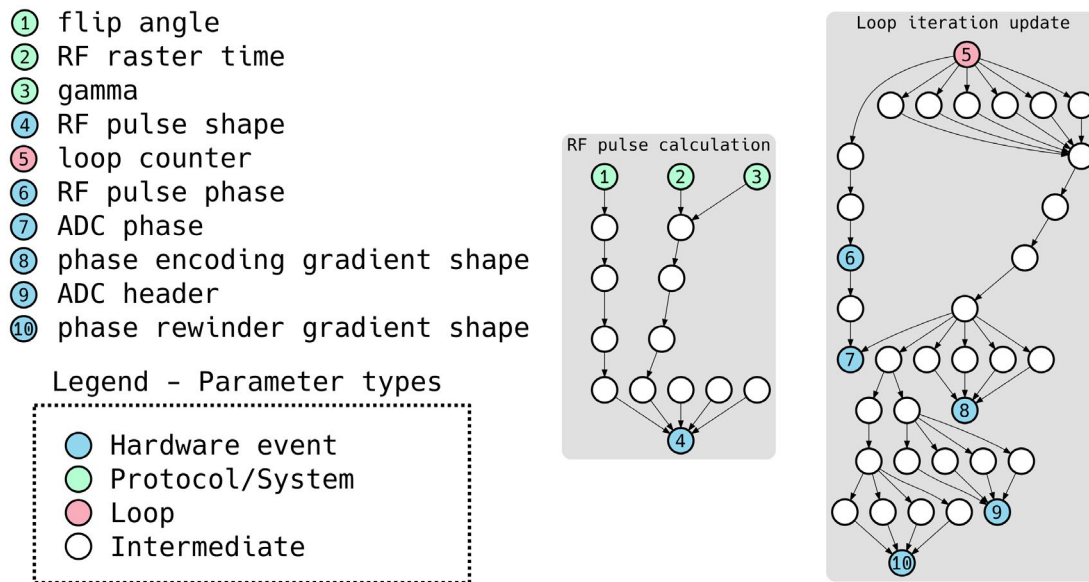 1 flip angle
2 RF raster time
3 gamma
4 RF pulse shape
5 loop counter
6 RF pulse phase
7 ADC phase
8 phase encoding gradient shape
9 ADC header
10 phase rewinder gradient shape
Legend - Parameter types
Hardware event
Protocol/System
Loop
Intermediate
RF pulse calculation
1 2 3
4
Loop iteration update
5
6
7
8
9
10